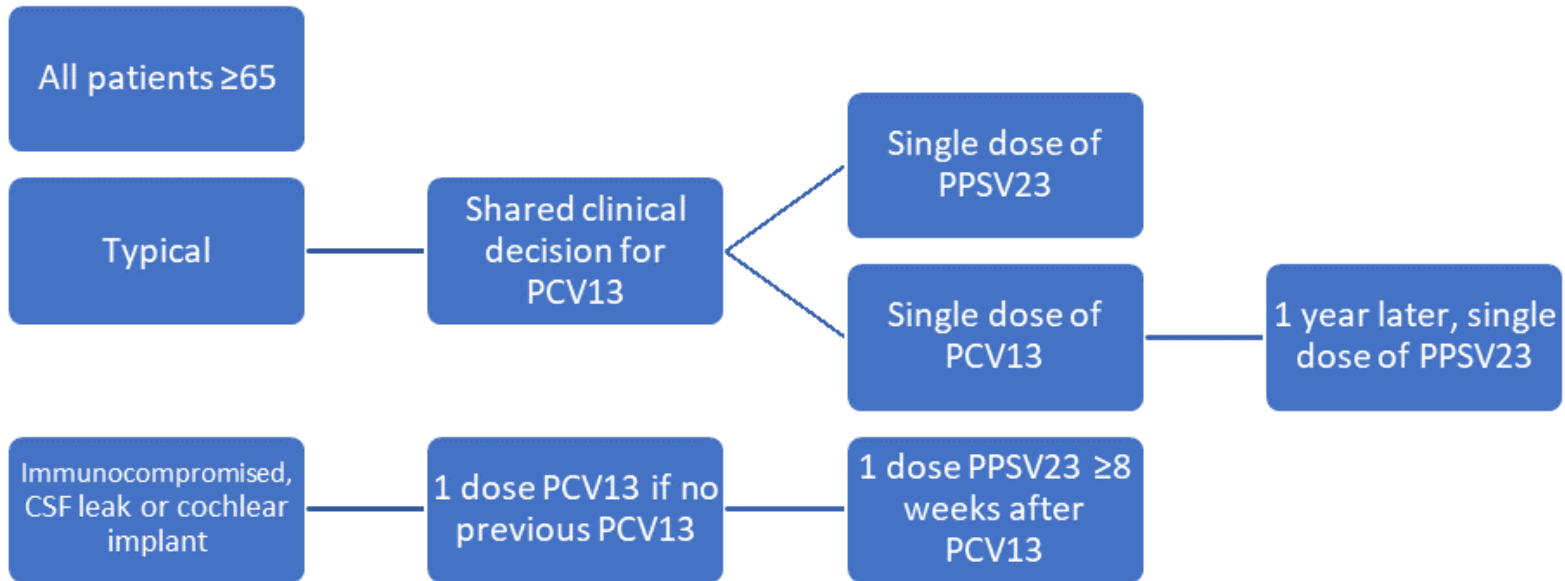 All patients ≥65
Typical
Shared clinical
decision for
PCV13
Single dose of
PPSV23
Single dose of
PCV13
1 year later, single
dose of PPSV23
Immunocompromised,
CSF leak or cochlear
implant
1 dose PCV13 if no
previous PCV13
1 dose PPSV23 ≥8
weeks after
PCV13